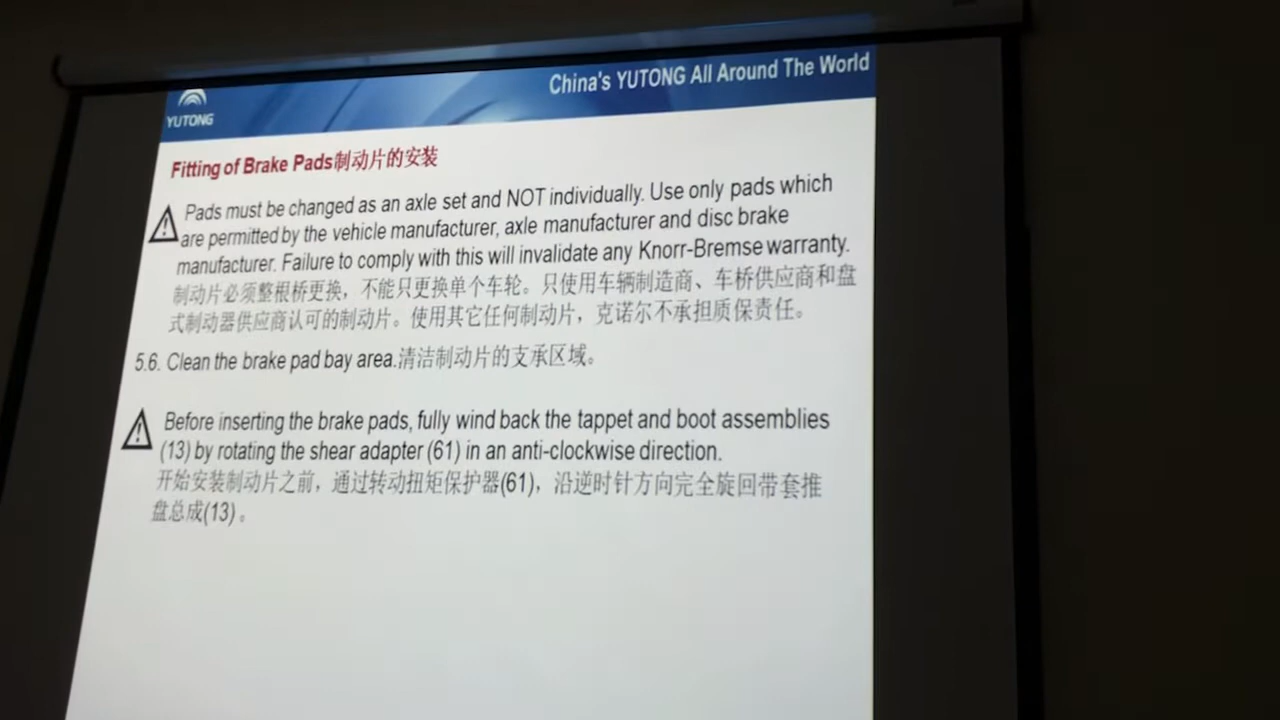 China's YUTONG All Around The World
YUTONG
Fitting of Brake Pads制动片的安装
Pads must be changed as an axle set and NOT individually. Use only pads which
are permitted by the vehicle manufacturer, axle manufacturer and disc brake
manufacturer. Failure to comply with this will invalidate any Knorr-Bremse warranty.
制动片必须整根桥更换，不能只更换单个车轮。只使用车辆制造商、车桥供应商和盘
式制动器供应商认可的制动片。使用其它任何制动片，克诺尔不承担质保责任。
5.6. Clean the brake pad bay area.清洁制动片的支承区域。
Before inserting the brake pads, fully wind back the tappet and boot assemblies
(13) by rotating the shear adapter (61) in an anti-clockwise direction.
开始安装制动片之前，通过转动扭矩保护器(61)，沿逆时针方向完全旋回带套推
盘总成(13)。